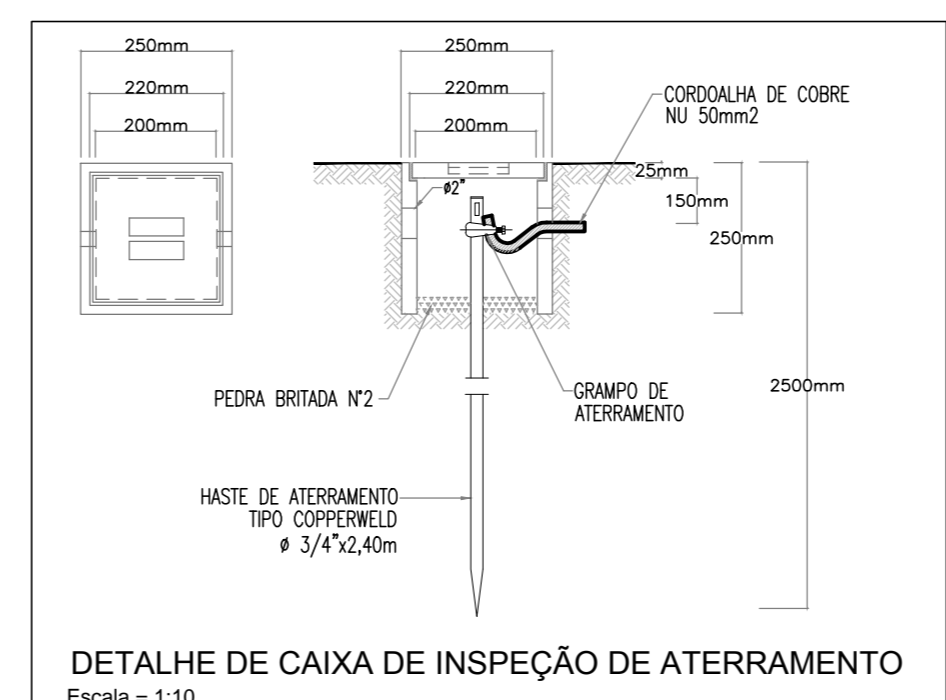 250mm
220mm
200mm
250mm
220mm
200mm
CORDOALHA DE COBRE
NU 50mm2
25mm
150mm
250mm
ø2"
PEDRA BRITADA N°2
GRAMPO DE
ATERRAMENTO
2500mm
HASTE DE ATERRAMENTO
TIPO COPPERWELD
ø 3/4"x2,40m
DETALHE DE CAIXA DE INSPEÇÃO DE ATERRAMENTO
Escala = 1:10